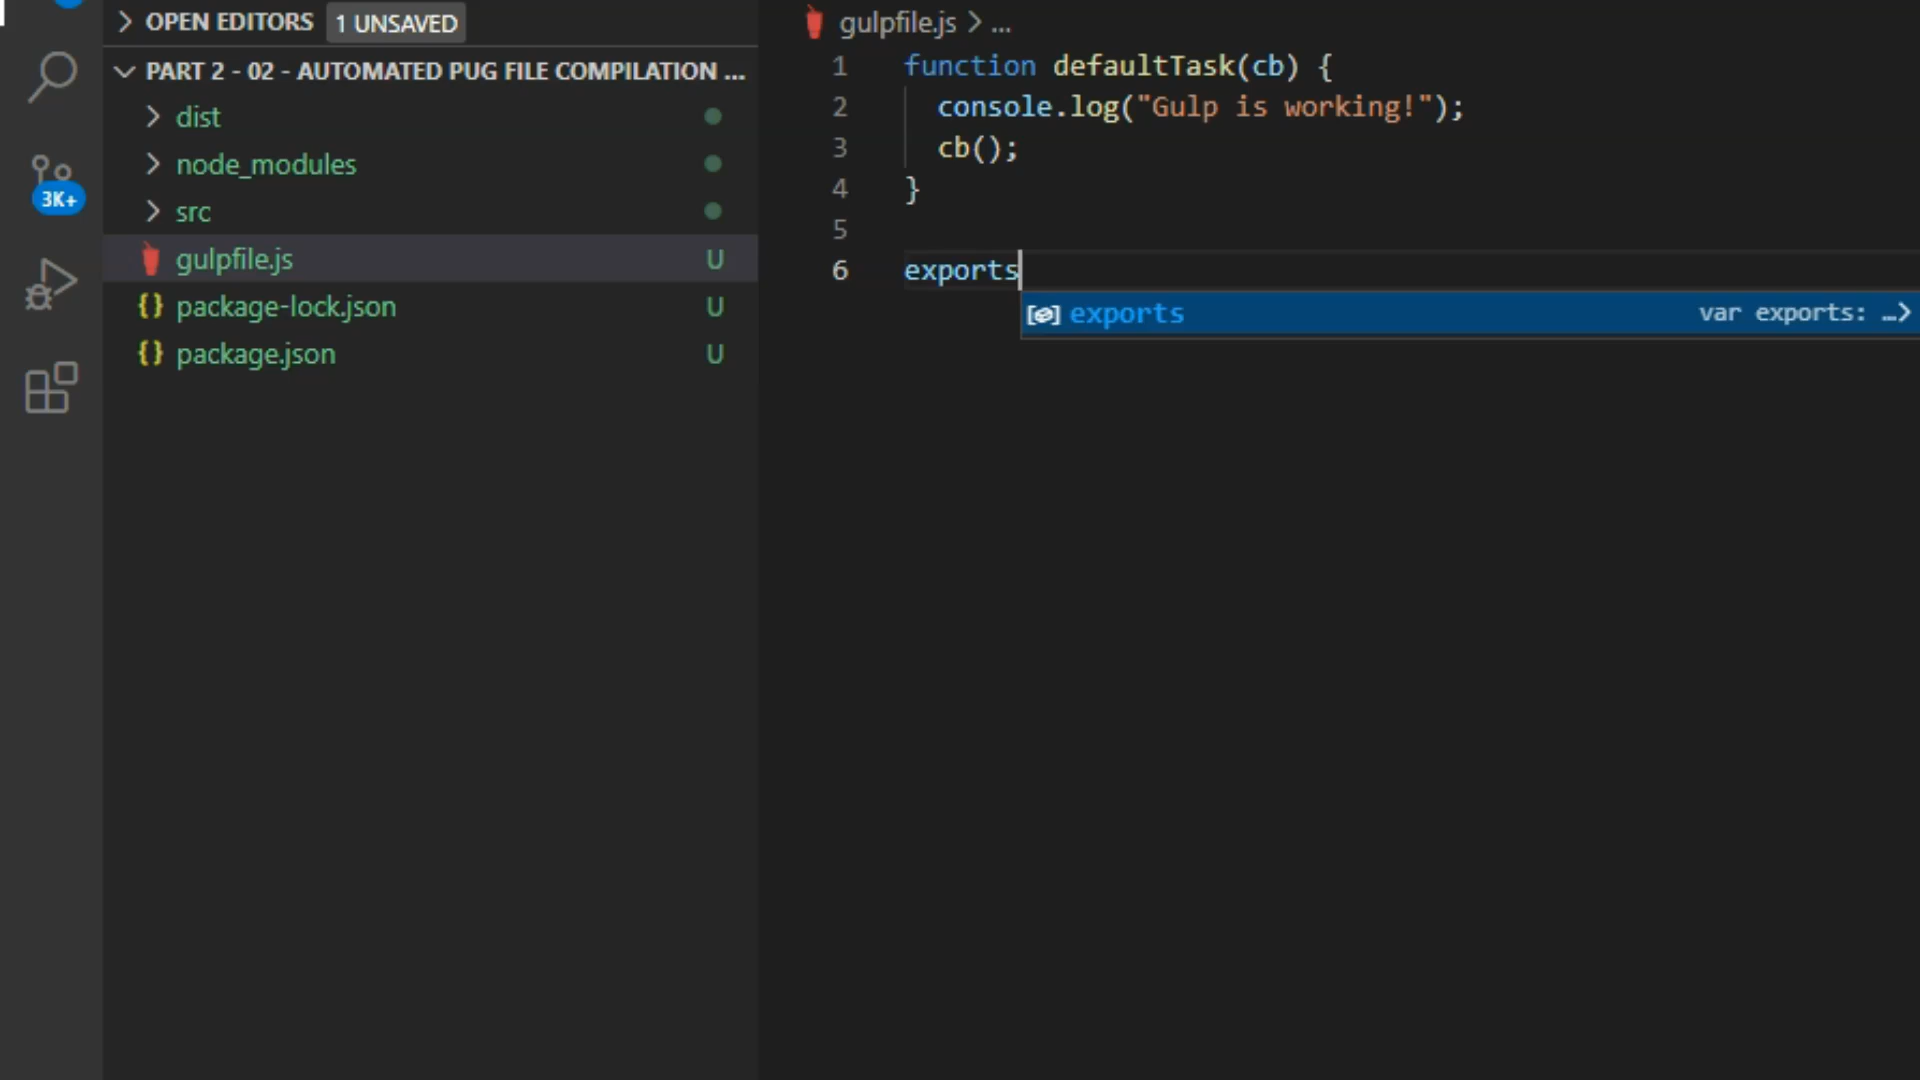 OPEN EDITORS 1 UNSAVED
PART 2 - 02 - AUTOMATED PUG FILE COMPILATION ...
dist
node_modules
src
gulpfile.js U
package-lock.json U
package.json U
3K+
gulpfile.js > ...
1 function defaultTask(cb) {
2 console.log("Gulp is working!");
3 cb();
4 }
5
6 exports
exports var exports: …>